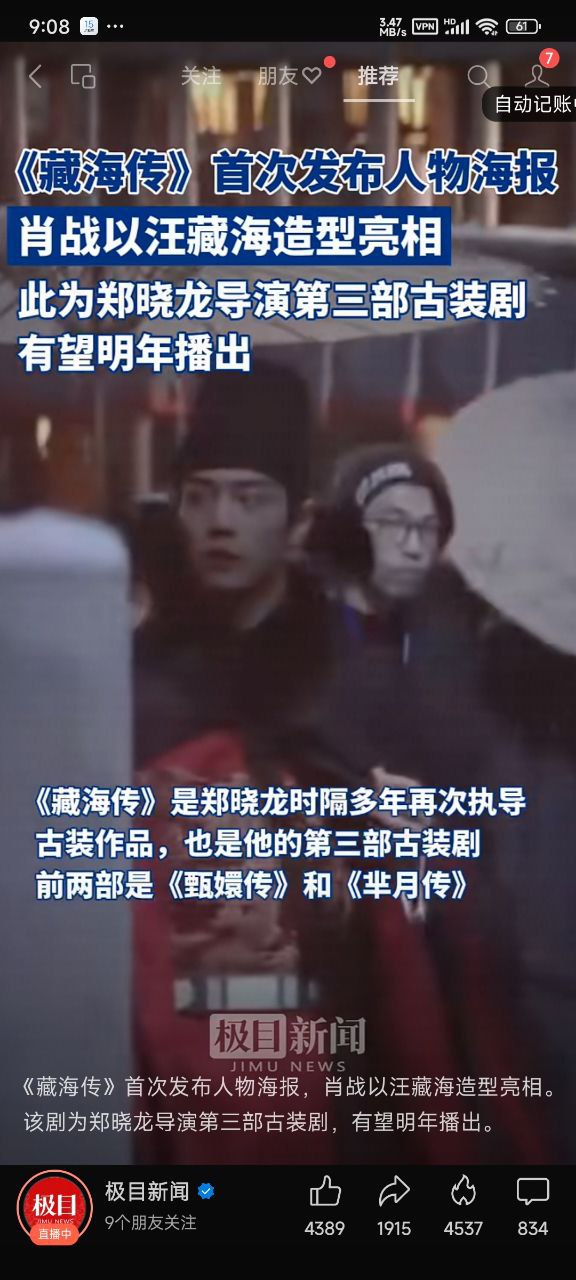 9:08
15
...
3.47
MB/s
VPN
HD
61
关注
朋友
推荐
7
自动记账
《藏海传》首次发布人物海报
肖战以汪藏海造型亮相
此为郑晓龙导演第三部古装剧
有望明年播出
《藏海传》是郑晓龙时隔多年再次执导
古装作品，也是他的第三部古装剧
前两部是《甄嬛传》和《芈月传》
极目新闻
JIMU NEWS
《藏海传》首次发布人物海报，肖战以汪藏海造型亮相。
该剧为郑晓龙导演第三部古装剧，有望明年播出。
极目
JIMU NEWS
直播中
极目新闻
9个朋友关注
4389
1915
4537
834